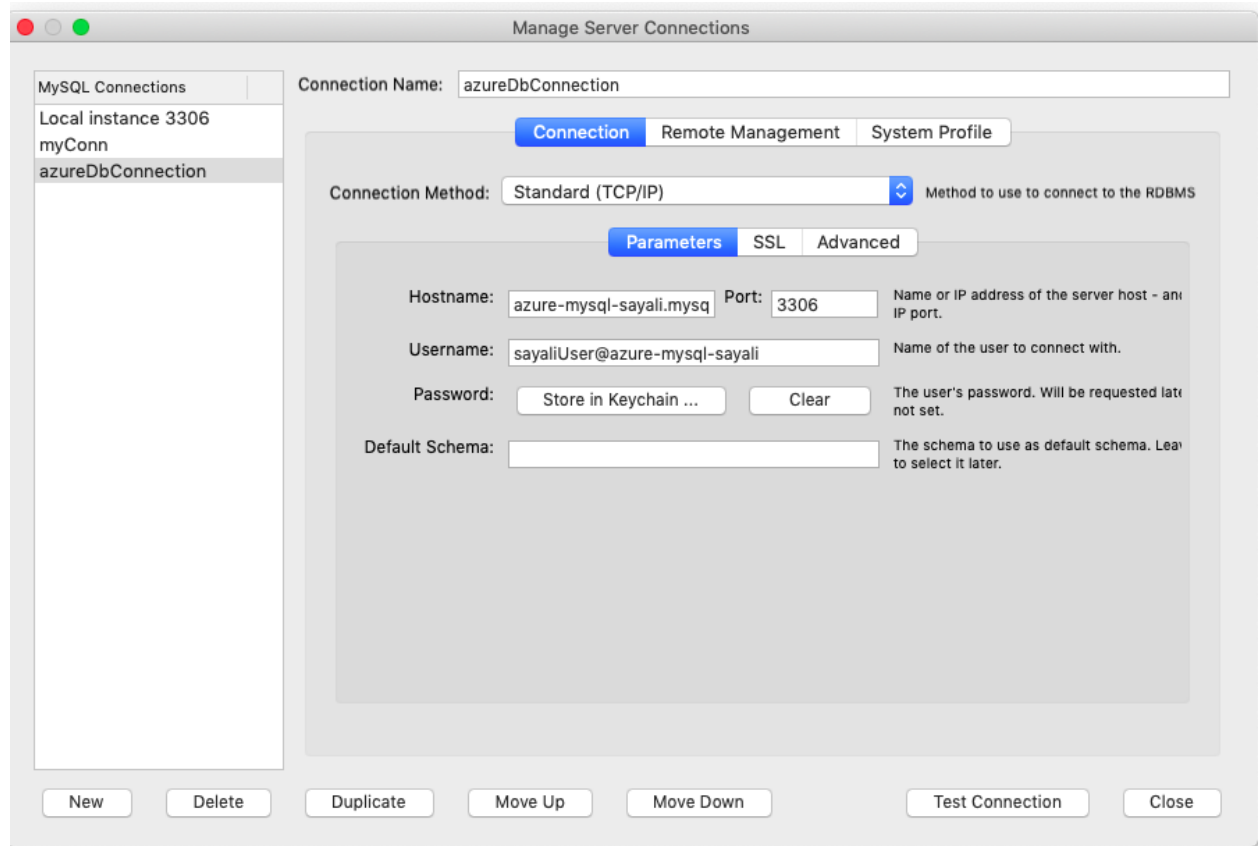 Manage Server Connections
MySQL Connections
Local instance 3306
myConn
azureDbConnection
Connection Name: azureDbConnection
Connection Remote Management System Profile
Connection Method: Standard (TCP/IP) Method to use to connect to the RDBMS
Parameters SSL Advanced
Hostname: azure-mysql-sayali.mysq Port: 3306 Name or IP address of the server host - and
IP port.
Username: sayaliUser@azure-mysql-sayali Name of the user to connect with.
Password: Store in Keychain ... Clear The user's password. Will be requested late
not set.
Default Schema: The schema to use as default schema. Leav
to select it later.
New Delete Duplicate Move Up Move Down Test Connection Close